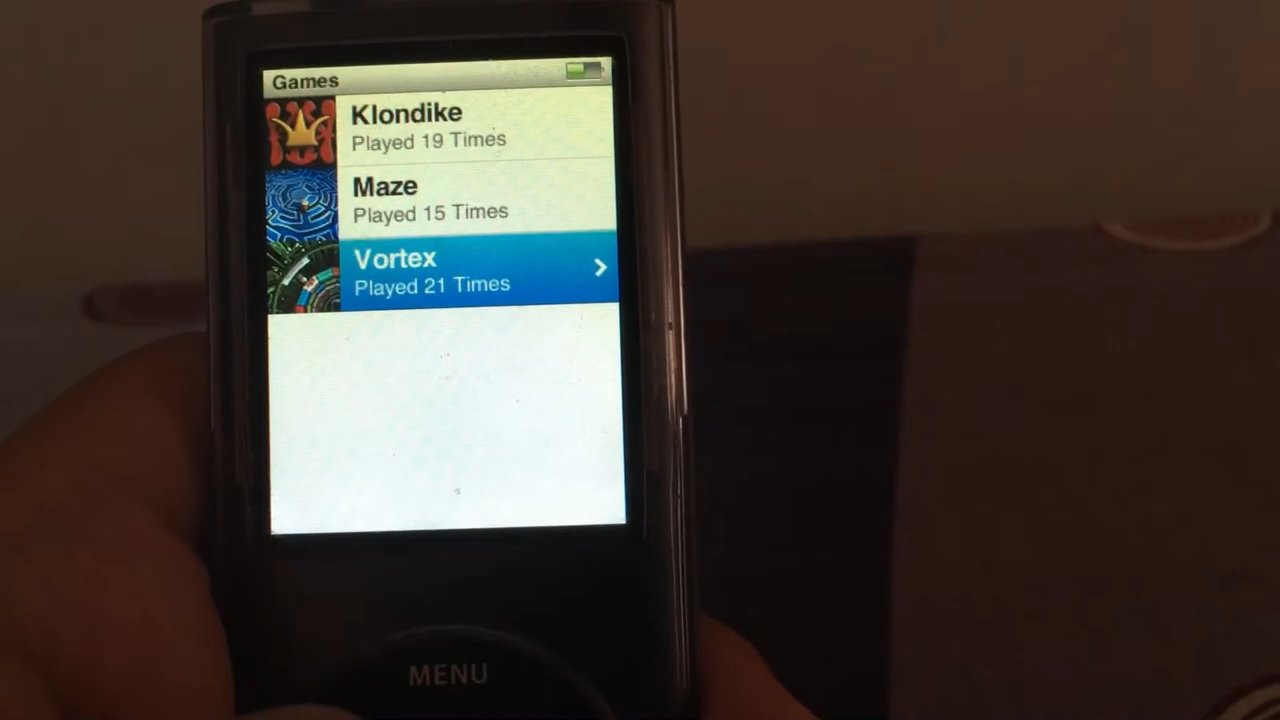 Games
Klondike
Played 19 Times
Maze
Played 15 Times
Vortex
Played 21 Times
MENU